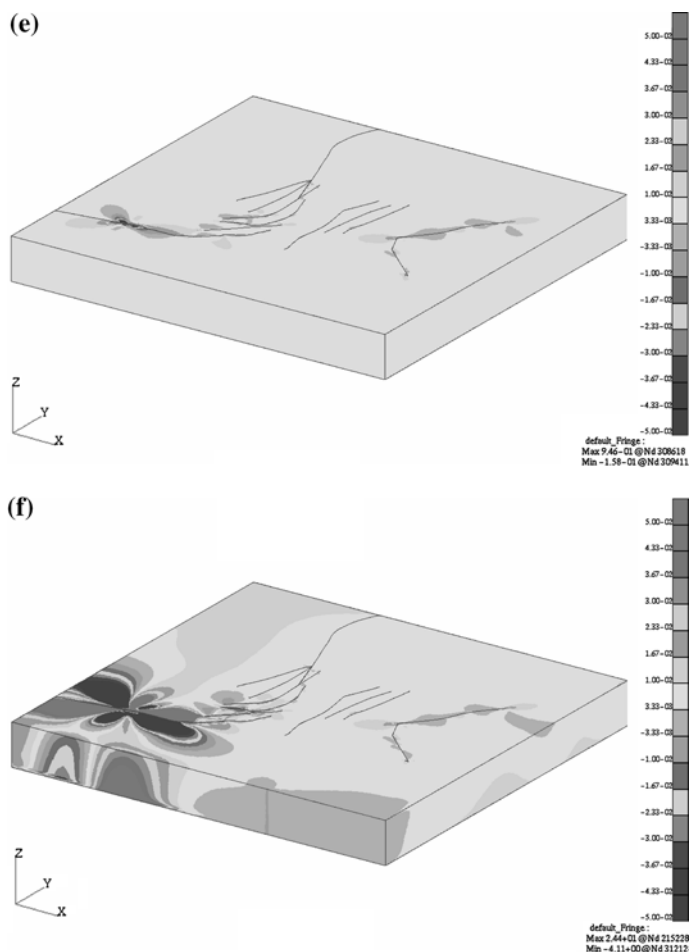 (e)
5.00-02
4.33-02
3.67-02
3.00-02
2.33-02
1.67-02
1.00-02
3.33-03
-3.33-03
-1.00-02
-1.67-02
-2.33-02
-3.00-02
-3.67-02
-4.33-02
-5.00-02
default_Fringe :
Max 9.46-01 @Nd 308618
Min -1.58-01 @Nd 309411
Z
Y
X
(f)
5.00-02
4.33-02
3.67-02
3.00-02
2.33-02
1.67-02
1.00-02
3.33-03
-3.33-03
-1.00-02
-1.67-02
-2.33-02
-3.00-02
-3.67-02
-4.33-02
-5.00-02
default_Fringe :
Max 2.44+01 @Nd 215228
Min -4.11+00 @Nd 31212
Z
Y
X